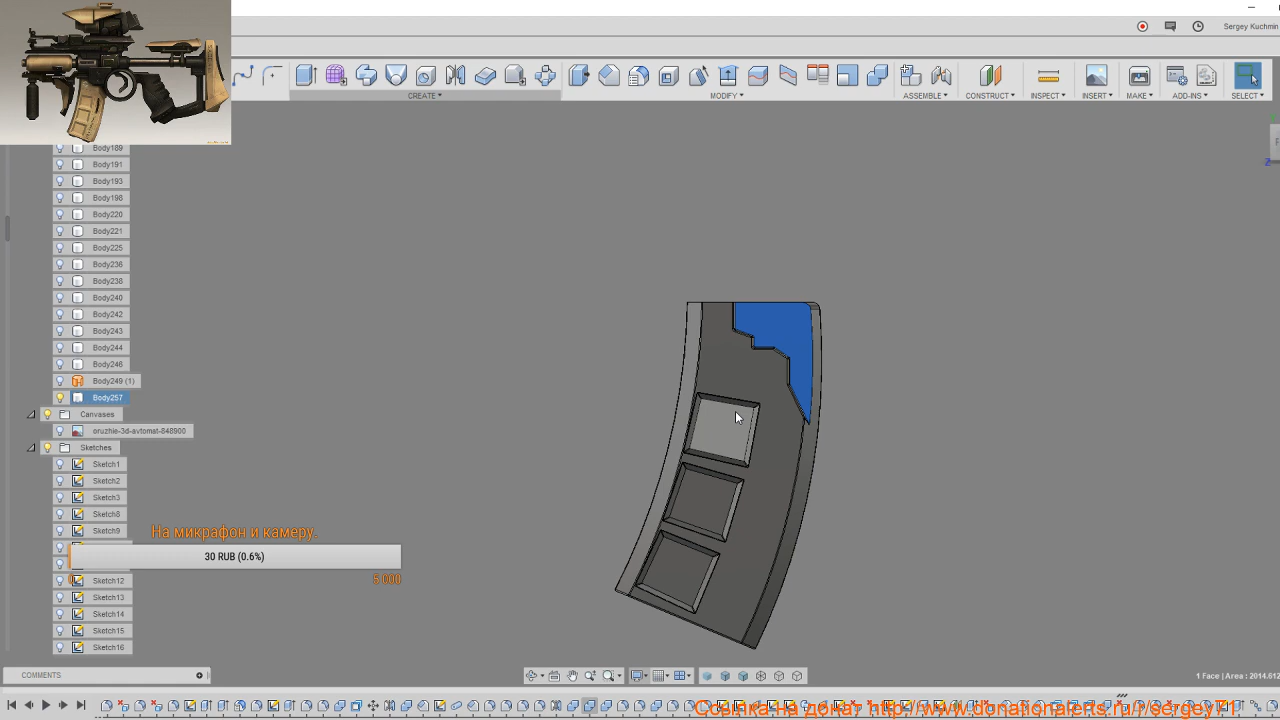 Sergey Kuchmin
CREATE
MODIFY
ASSEMBLE
CONSTRUCT
INSPECT
INSERT
MAKE
ADD-INS
SELECT
Body189
Body191
Body193
Body198
Body220
Body221
Body225
Body236
Body238
Body240
Body242
Body243
Body244
Body246
Body249 (1)
Body257
Canvases
oruzhie-3d-avtomat-848900
Sketches
Sketch1
Sketch2
Sketch3
Sketch8
Sketch9
На микрафон и камеру.
30 RUB (0.6%)
0
5 000
Sketch12
Sketch13
Sketch14
Sketch15
Sketch16
COMMENTS
1 Face | Area : 2014.612
Ссылка на донат http://www.donationalerts.ru/r/sergey71.